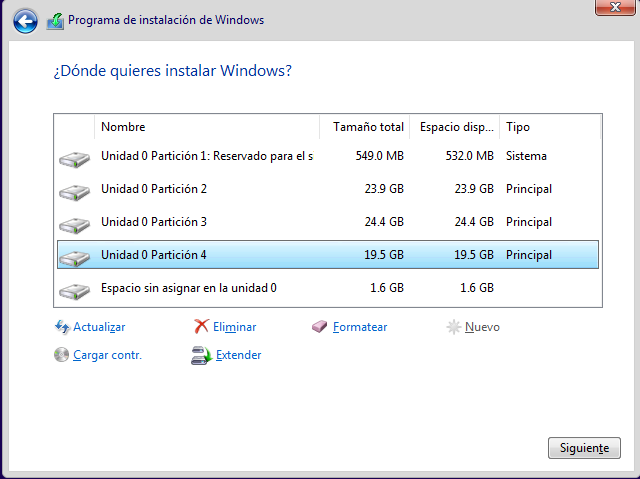 Programa de instalación de Windows
¿Dónde quieres instalar Windows?
Nombre Tamaño total Espacio disp... Tipo
Unidad 0 Partición 1: Reservado para el s 549.0 MB 532.0 MB Sistema
Unidad 0 Partición 2 23.9 GB 23.9 GB Principal
Unidad 0 Partición 3 24.4 GB 24.4 GB Principal
Unidad 0 Partición 4 19.5 GB 19.5 GB Principal
Espacio sin asignar en la unidad 0 1.6 GB 1.6 GB
Actualizar Eliminar Formatear Nuevo
Cargar contr. Extender
Siguiente